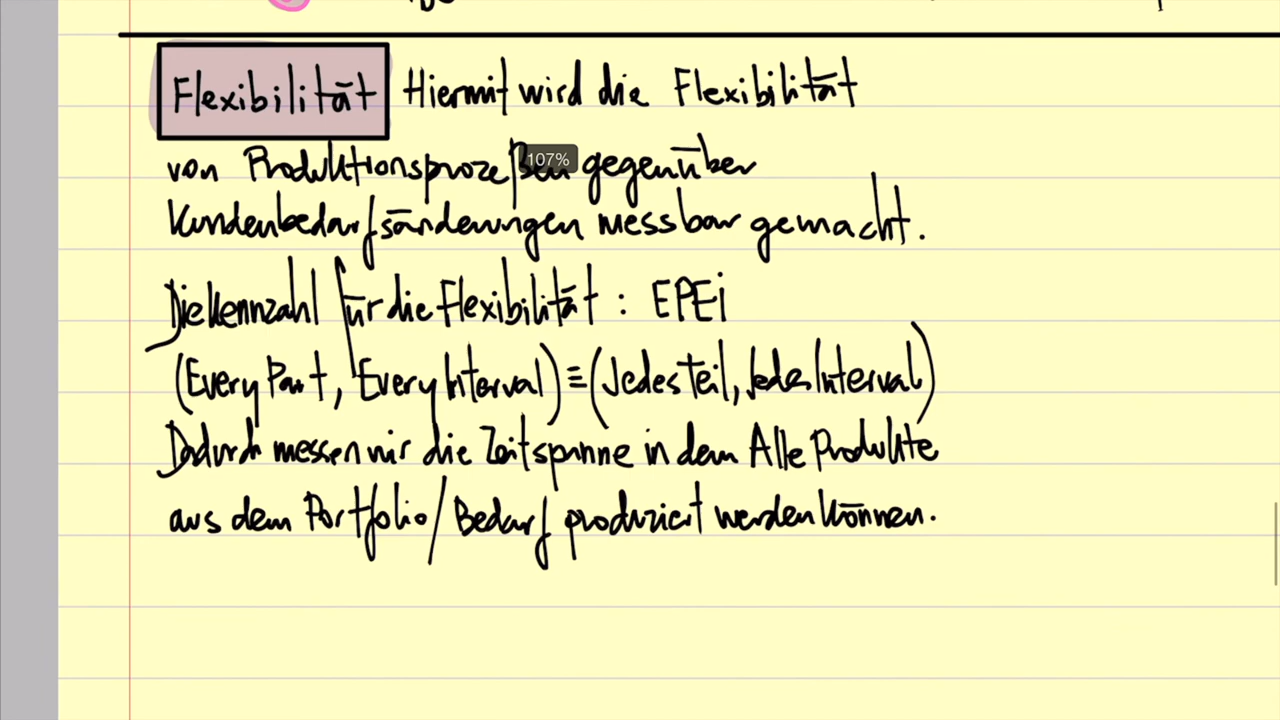 Flexibilität Hiermit wird die Flexibilität
von Produktionsprozeßen gegenüber
107%
Kundenbedarfsänderungen messbar gemacht.
Die Kennzahl für die Flexibilität : EPEi
(Every Part, Every Interval) ≡ (Jedes Teil, Jedes Interval)
Dadurch messen wir die Zeitspanne in dem Alle Produkte
aus dem Portfolio/Bedarf produziert werden können.